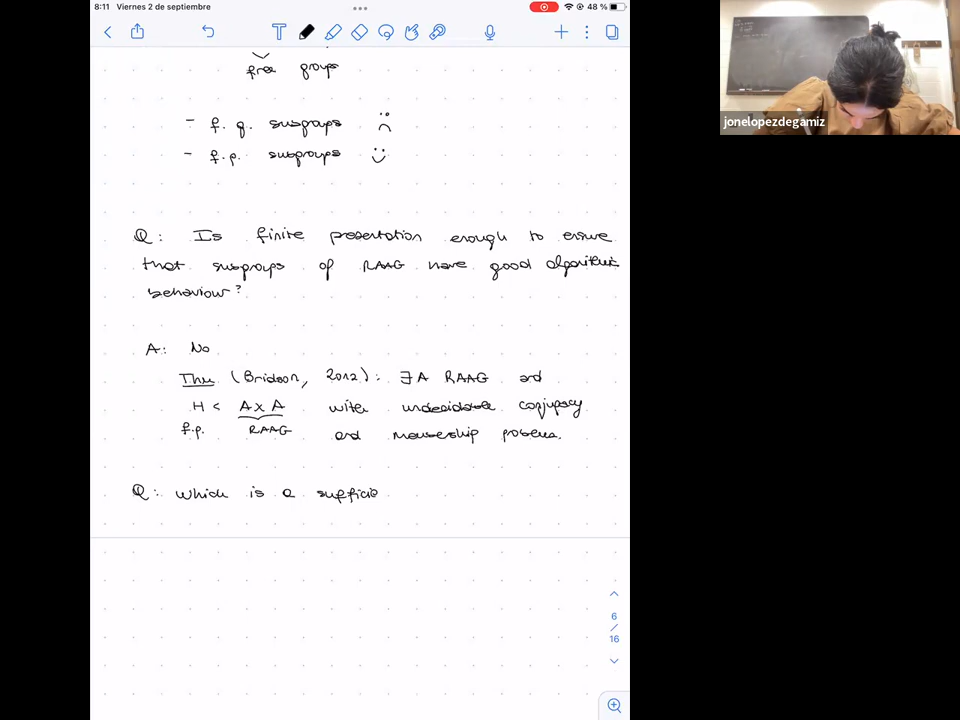 8:11 Viernes 2 de septiembre
48 %
free groups
- f. g. subgroups
- f.p. subgroups
Q: Is finite presentation enough to ensure
that subgroups of RAAG have good algorithmic
behaviour?
A: No
Thm (Bridson, 2012): ∃ A RAAG and
H < A × A with undecidable conjugacy
f.p. RAAG and membership problem.
Q: which is a sufficie
6
/
16
jonelopezdegamiz